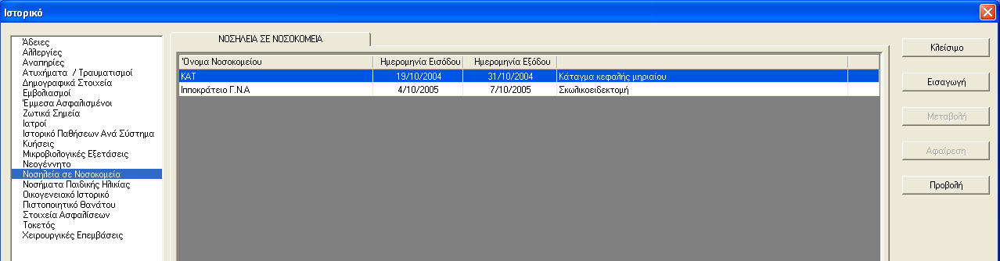 Ιστορικό
Άδειες
Αλλεργίες
Αναπηρίες
Ατυχήματα / Τραυματισμοί
Δημογραφικά Στοιχεία
Εμβολιασμοί
Έμμεσα Ασφαλισμένοι
Ζωτικά Σημεία
Ιατροί
Ιστορικό Παθήσεων Ανά Σύστημα
Κυήσεις
Μικροβιολογικές Εξετάσεις
Νεογέννητο
Νοσηλεία σε Νοσοκομεία
Νοσήματα Παιδικής Ηλικίας
Οικογενειακό Ιστορικό
Πιστοποιητικό Θανάτου
Στοιχεία Ασφαλίσεων
Τοκετός
Χειρουργικές Επεμβάσεις
ΝΟΣΗΛΕΙΑ ΣΕ ΝΟΣΟΚΟΜΕΙΑ
Όνομα Νοσοκομείου Ημερομηνία Εισόδου Ημερομηνία Εξόδου
ΚΑΤ 19/10/2004 31/10/2004 Κάταγμα κεφαλής μηριαίου
Ιπποκράτειο Γ.Ν.Α 4/10/2005 7/10/2005 Σκωλικοειδεκτομή
Κλείσιμο
Εισαγωγή
Μεταβολή
Αφαίρεση
Προβολή